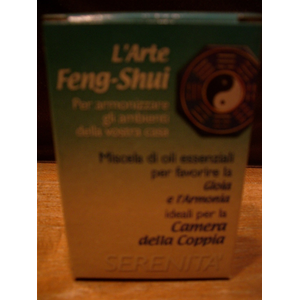 L'Arte
Feng-Shui
Per armonizzare
gli ambienti
della vostra casa
Miscela di oli essenziali
per favorire la
Gioia
e l'Armonia
ideali per la
Camera
della Coppia
SERENITA'